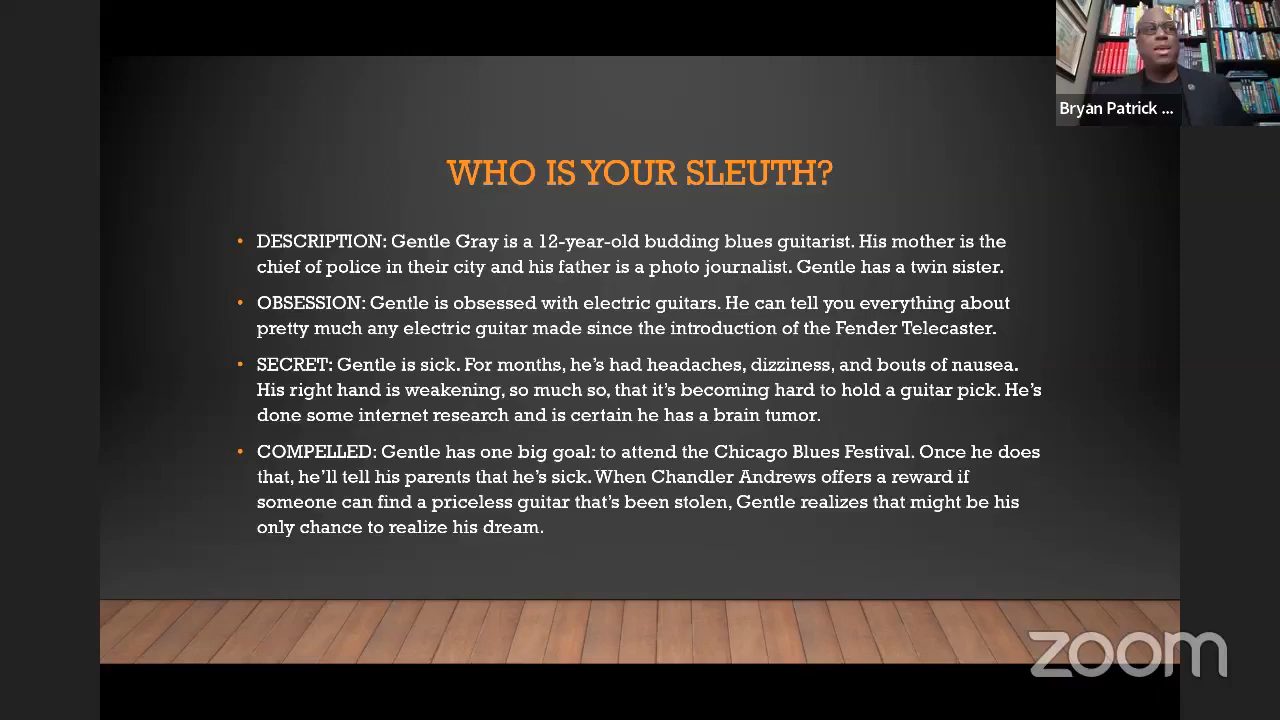 Bryan Patrick ...
WHO IS YOUR SLEUTH?
• DESCRIPTION: Gentle Gray is a 12-year-old budding blues guitarist. His mother is the
chief of police in their city and his father is a photo journalist. Gentle has a twin sister.
• OBSESSION: Gentle is obsessed with electric guitars. He can tell you everything about
pretty much any electric guitar made since the introduction of the Fender Telecaster.
• SECRET: Gentle is sick. For months, he's had headaches, dizziness, and bouts of nausea.
His right hand is weakening, so much so, that it's becoming hard to hold a guitar pick. He's
done some internet research and is certain he has a brain tumor.
• COMPELLED: Gentle has one big goal: to attend the Chicago Blues Festival. Once he does
that, he'll tell his parents that he's sick. When Chandler Andrews offers a reward if
someone can find a priceless guitar that's been stolen, Gentle realizes that might be his
only chance to realize his dream.
zoom